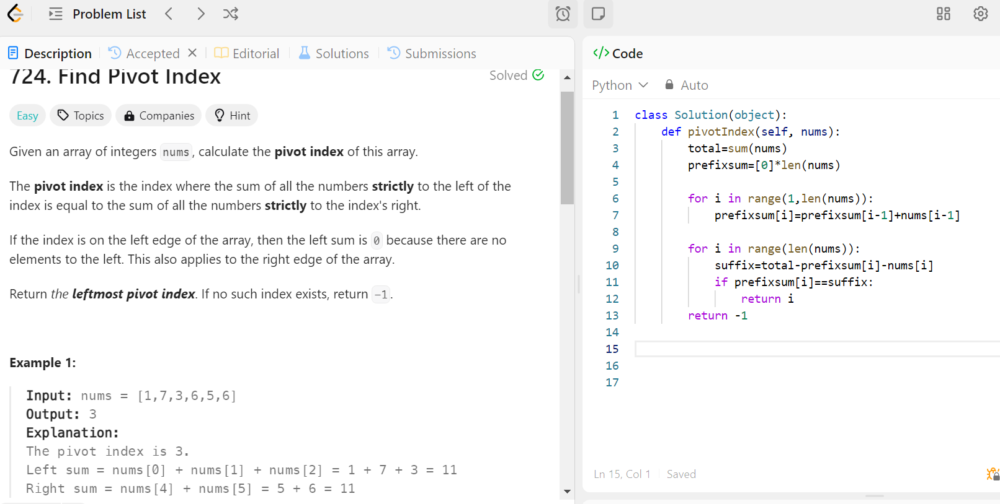 Problem List
Description
Accepted
Editorial
Solutions
Submissions
</> Code
724. Find Pivot Index
Solved
Easy
Topics
Companies
Hint
Given an array of integers nums, calculate the pivot index of this array.
The pivot index is the index where the sum of all the numbers strictly to the left of the
index is equal to the sum of all the numbers strictly to the index's right.
If the index is on the left edge of the array, then the left sum is 0 because there are no
elements to the left. This also applies to the right edge of the array.
Return the leftmost pivot index. If no such index exists, return -1.
Example 1:
Input: nums = [1,7,3,6,5,6]
Output: 3
Explanation:
The pivot index is 3.
Left sum = nums[0] + nums[1] + nums[2] = 1 + 7 + 3 = 11
Right sum = nums[4] + nums[5] = 5 + 6 = 11
Python
Auto
1 class Solution(object):
2 def pivotIndex(self, nums):
3 total=sum(nums)
4 prefixsum=[0]*len(nums)
5
6 for i in range(1,len(nums)):
7 prefixsum[i]=prefixsum[i-1]+nums[i-1]
8
9 for i in range(len(nums)):
10 suffix=total-prefixsum[i]-nums[i]
11 if prefixsum[i]==suffix:
12 return i
13 return -1
14
15
16
17
Ln 15, Col 1
Saved